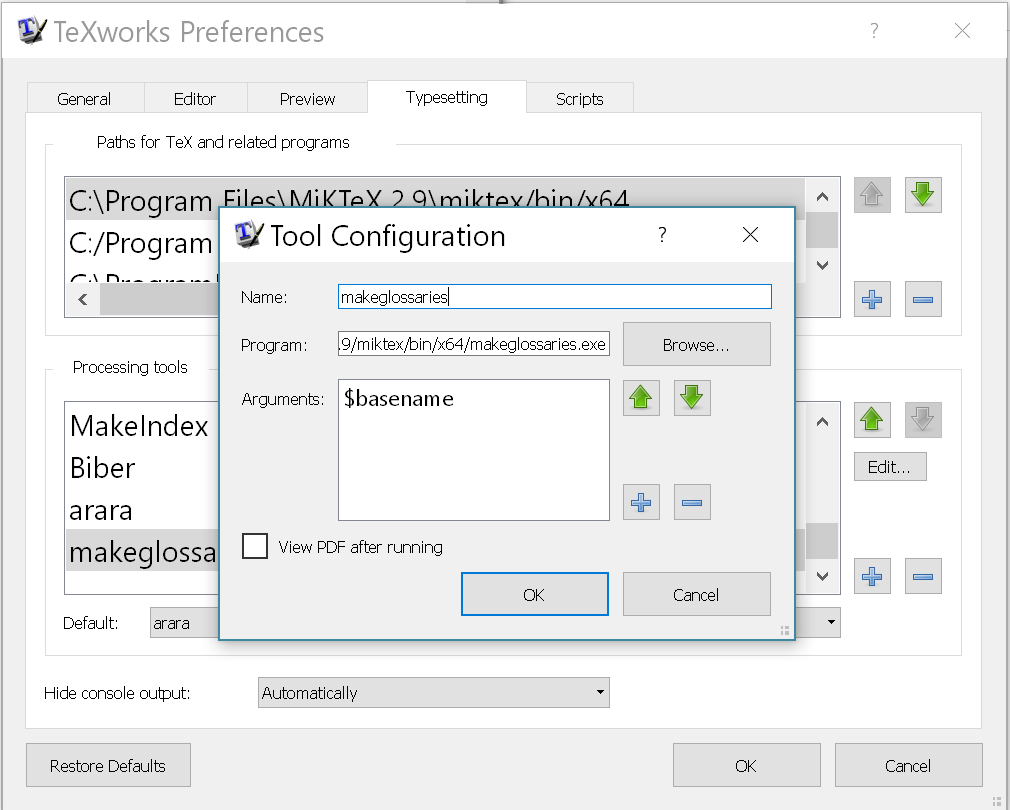 TeXworks Preferences
?
General
Editor
Preview
Typesetting
Scripts
Paths for TeX and related programs
C:\Program Files\MiKTeX 2.9\miktex/bin/x64
C:/Program
Tool Configuration
?
Name:
makeglossaries
Program:
.9/miktex/bin/x64/makeglossaries.exe
Browse...
Arguments:
$basename
View PDF after running
OK
Cancel
Processing tools
MakeIndex
Biber
arara
makeglossa
Edit...
Default:
arara
Hide console output:
Automatically
Restore Defaults
OK
Cancel